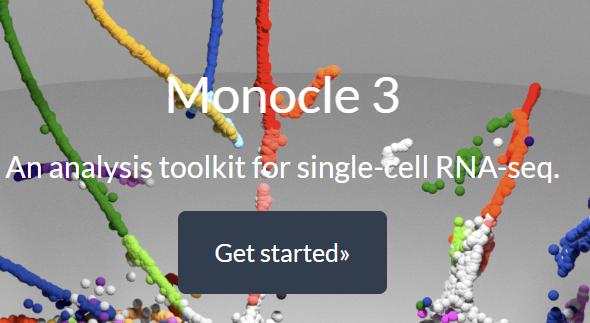 Monocle 3
An analysis toolkit for single-cell RNA-seq.
Get started»